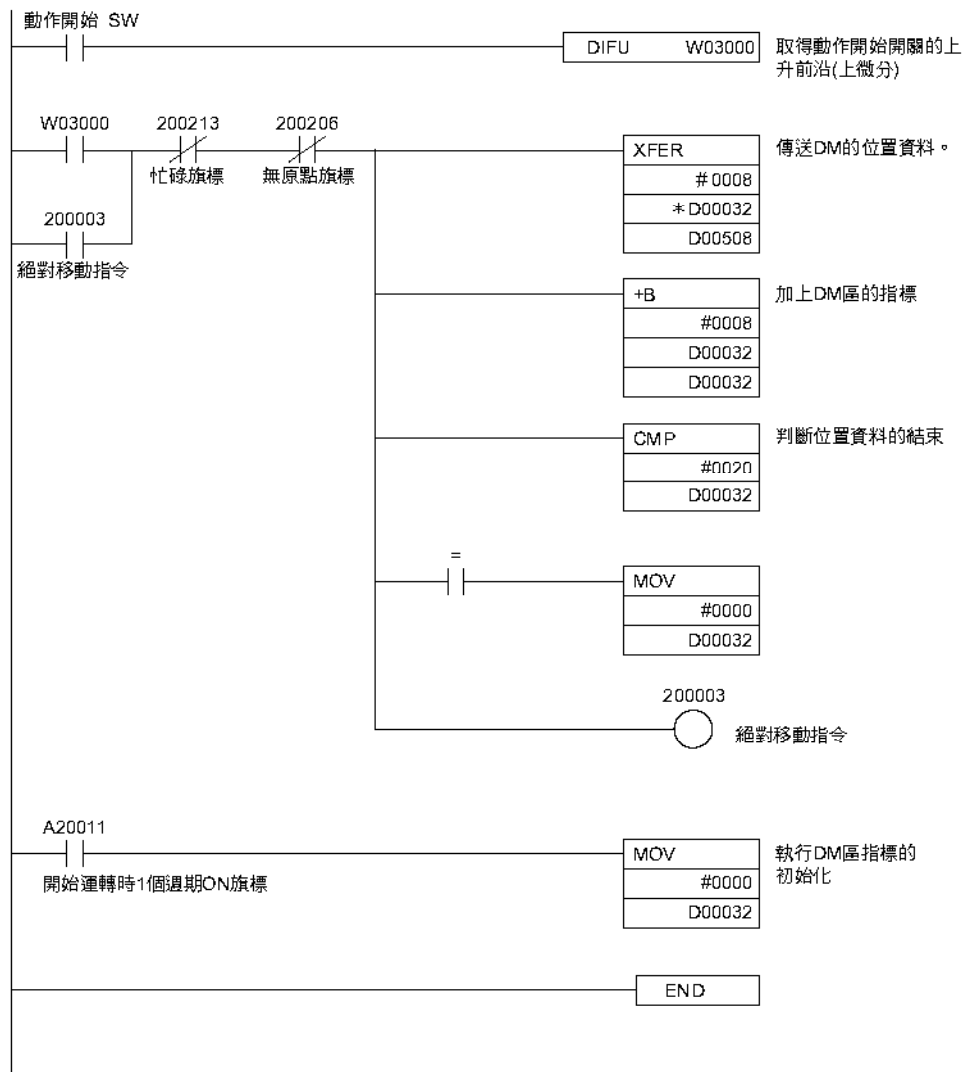 動作開始 SW
DIFU W03000
取得動作開始開關的上
升前沿(上微分)
W03000 200213 200206
忙碌旗標 無原點旗標
200003
絕對移動指令
XFER
#0008
*D00032
D00508
傳送DM的位置資料。
+B
#0008
D00032
D00032
加上DM區的指標
CMP
#0020
D00032
判斷位置資料的結束
=
MOV
#0000
D00032
200003
絕對移動指令
A20011
開始運轉時1個週期ON旗標
MOV
#0000
D00032
執行DM區指標的
初始化
END